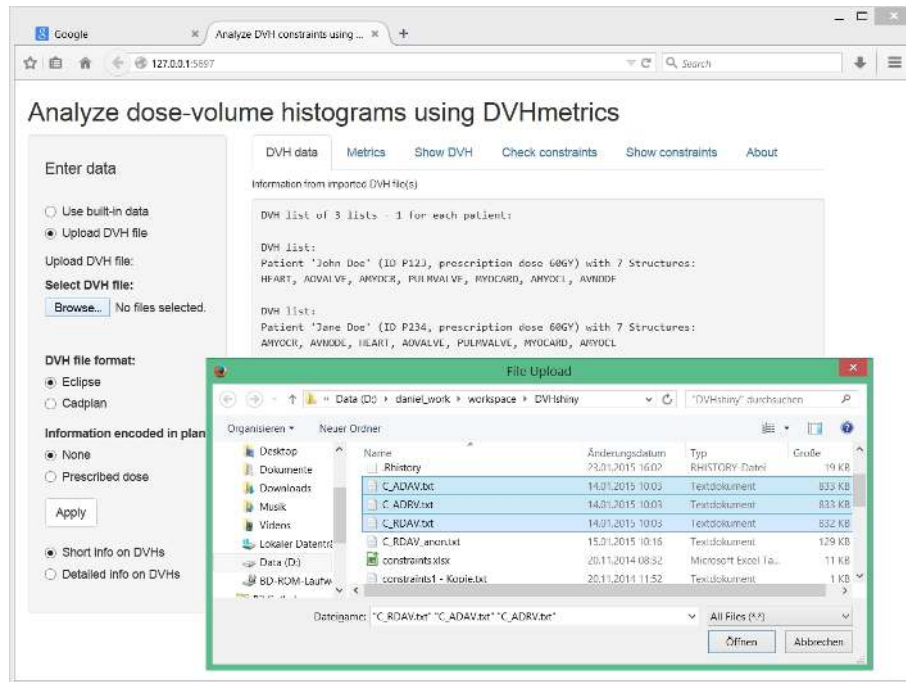 Google
Analyze DVH constraints using ...
127.0.0.1:5897
Search
Analyze dose-volume histograms using DVHmetrics
Enter data
Use built-in data
Upload DVH file
Upload DVH file:
Select DVH file:
Browse... No files selected.
DVH file format:
Eclipse
Cadplan
Information encoded in plan
None
Prescribed dose
Apply
Short info on DVHs
Detailed info on DVHs
DVH data Metrics Show DVH Check constraints Show constraints About
Information from imported DVH file(s)
DVH list of 3 lists - 1 for each patient:
DVH list:
Patient 'John Doe' (ID P123, prescription dose 60GY) with 7 Structures:
HEART, AOVALVE, AMYOCR, PULMVALVE, MYOCARD, AMYOCL, AVNODE
DVH list:
Patient 'Jane Doe' (ID P234, prescription dose 60GY) with 7 Structures:
AMYOCR, AVNODE, HEART, AOVALVE, PULMVALVE, MYOCARD, AMYOCL
File Upload
« Data (D:) daniel_work workspace DVHshiny
"DVHshiny" durchsuchen
Organisieren Neuer Ordner
Desktop
Dokumente
Downloads
Musik
Videos
Lokaler Datenträ
Data (D:)
BD-ROM-Laufw
Name Änderungsdatum Typ Größe
.Rhistory 23.01.2015 16:02 RHISTORY-Datei 19 KB
C_ADAV.txt 14.01.2015 10:03 Textdokument 833 KB
C_ADRV.txt 14.01.2015 10:03 Textdokument 833 KB
C_RDAV.txt 14.01.2015 10:03 Textdokument 832 KB
C_RDAV_anon.txt 15.01.2015 10:16 Textdokument 129 KB
constraints.xlsx 20.11.2014 08:32 Microsoft Excel Ta... 11 KB
constraints1 - Kopie.txt 20.11.2014 11:52 Textdokument 1 KB
Dateiname: "C_RDAV.txt" "C_ADAV.txt" "C_ADRV.txt"
All Files (*.*)
Öffnen Abbrechen